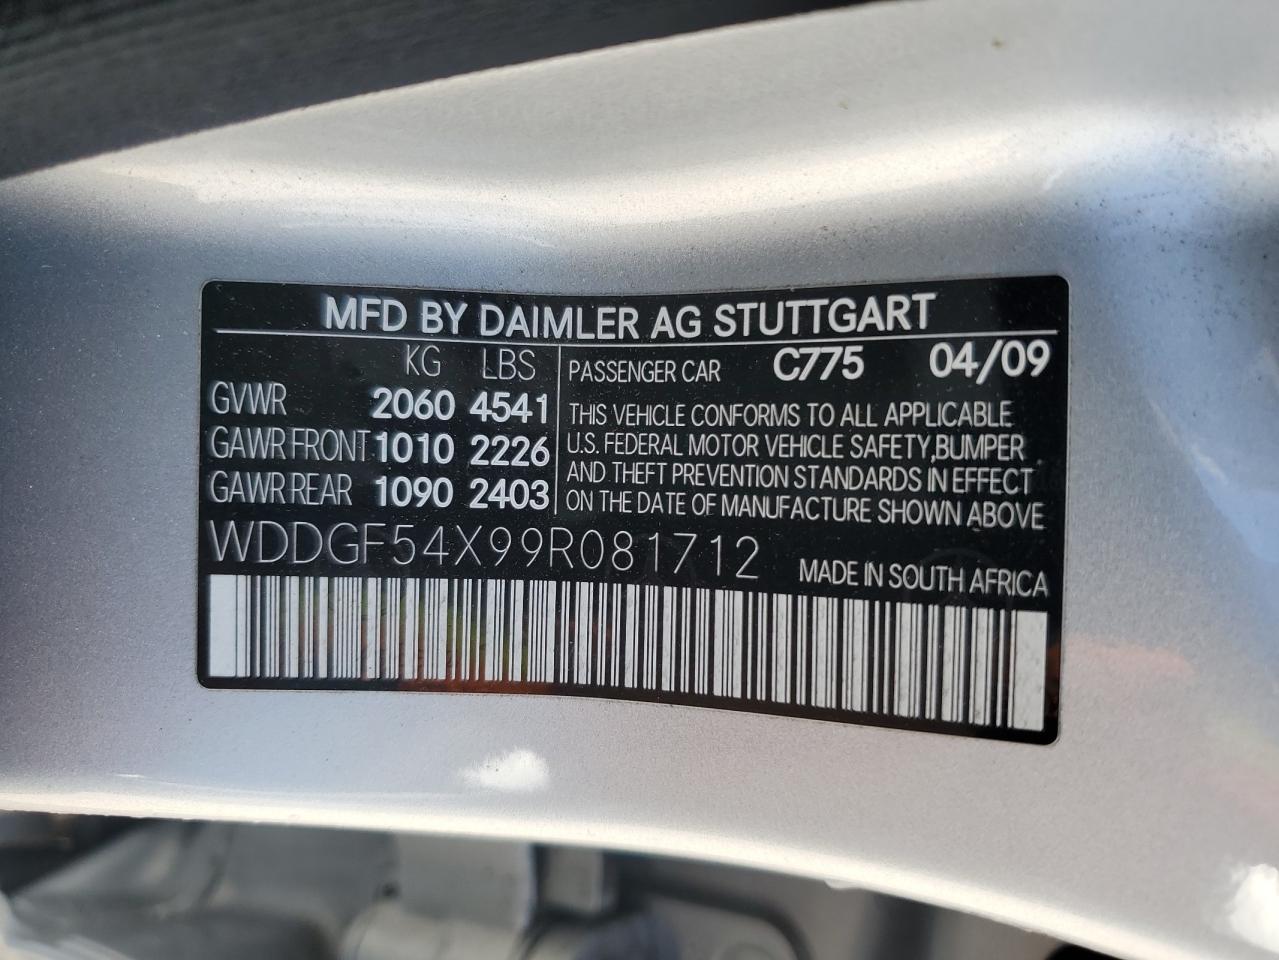 MFD BY DAIMLER AG STUTTGART
KG LBS
GVWR 2060 4541
GAWR FRONT 1010 2226
GAWR REAR 1090 2403
PASSENGER CAR C775 04/09
THIS VEHICLE CONFORMS TO ALL APPLICABLE
U.S. FEDERAL MOTOR VEHICLE SAFETY,BUMPER
AND THEFT PREVENTION STANDARDS IN EFFECT
ON THE DATE OF MANUFACTURE SHOWN ABOVE
WDDGF54X99R081712
MADE IN SOUTH AFRICA